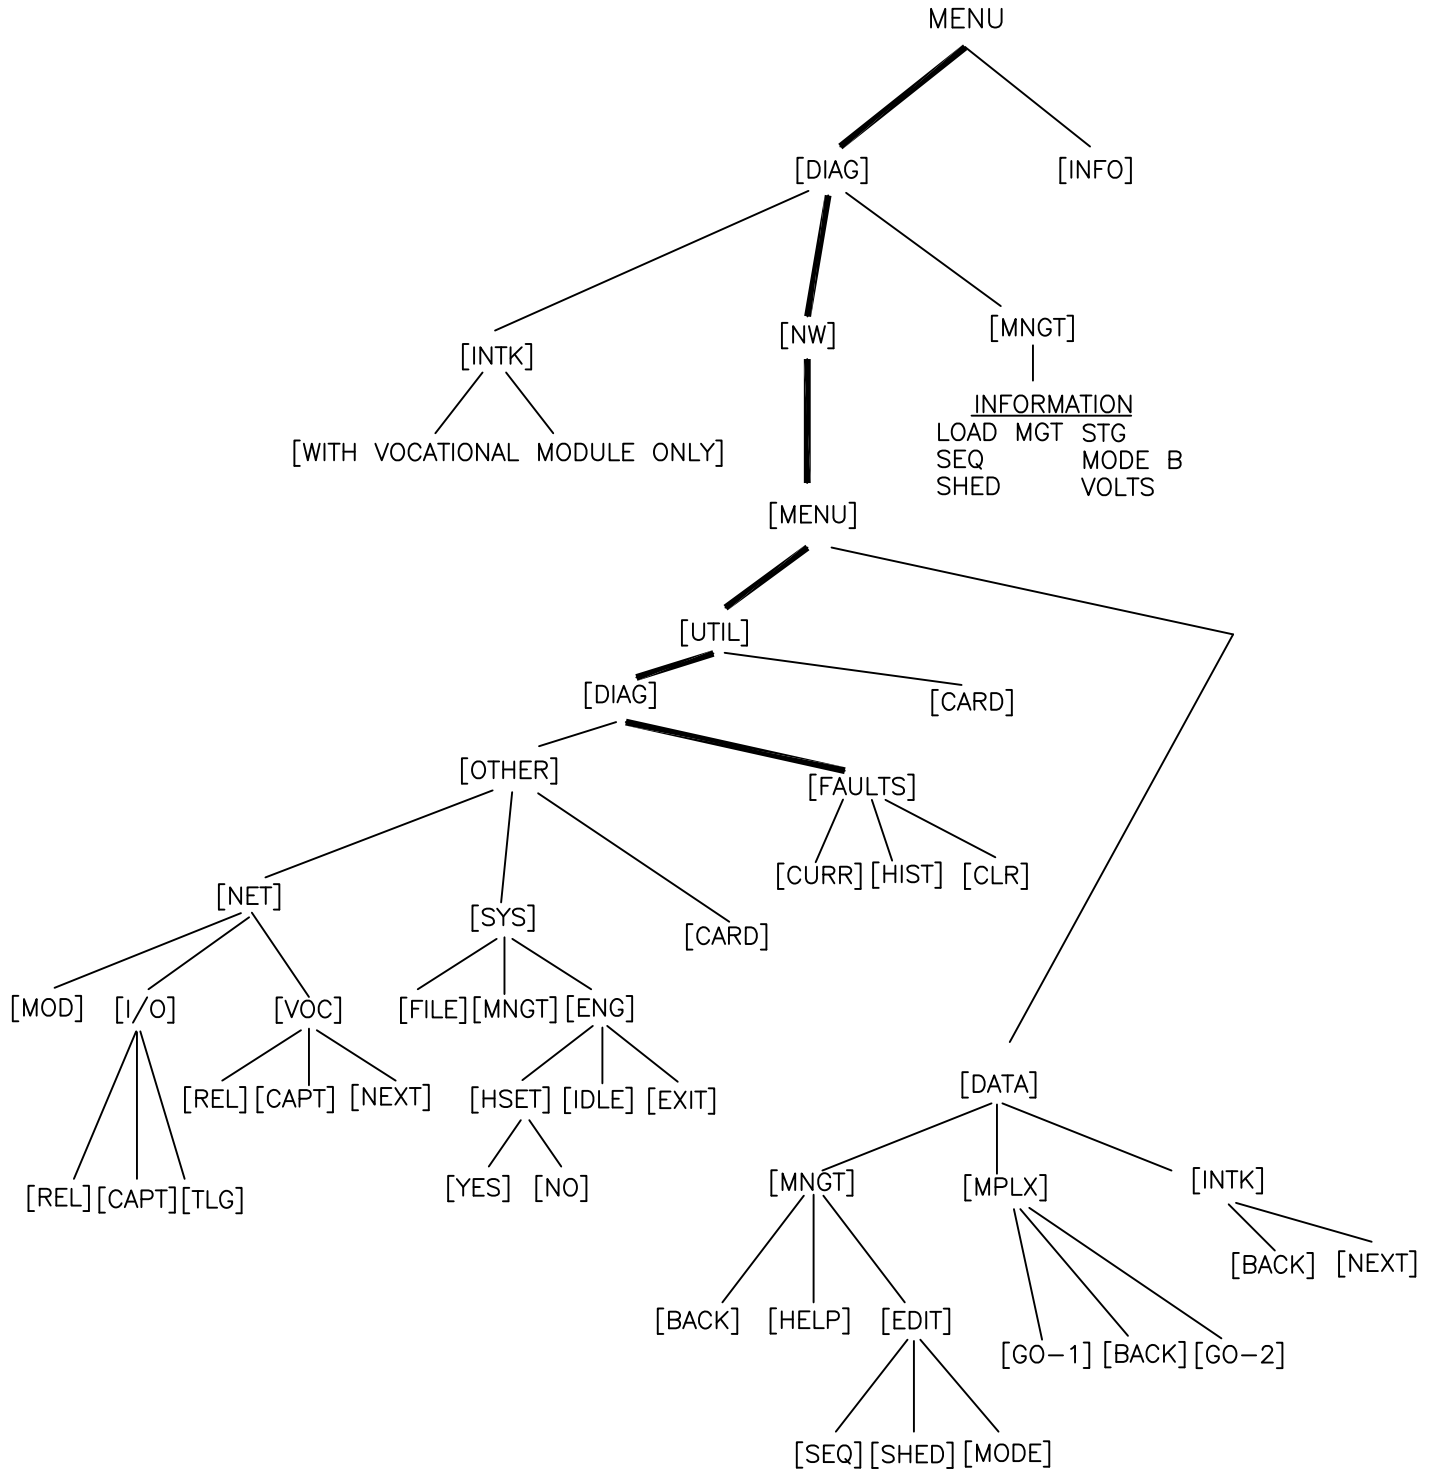 MENU
[DIAG] [INFO]
[NW] [MNGT]
[INTK]
INFORMATION
LOAD MGT STG
[WITH VOCATIONAL MODULE ONLY] SEQ MODE B
SHED VOLTS
[MENU]
[UTIL]
[DIAG] [CARD]
[OTHER] [FAULTS]
[CURR] [HIST] [CLR]
[NET] [SYS] [CARD]
[MOD] [I/O] [VOC] [FILE] [MNGT] [ENG]
[REL] [CAPT] [NEXT] [HSET] [IDLE] [EXIT]
[DATA]
[REL] [CAPT] [TLG] [YES] [NO] [MNGT] [MPLX] [INTK]
[BACK] [NEXT]
[BACK] [HELP] [EDIT]
[GO-1] [BACK] [GO-2]
[SEQ] [SHED] [MODE]